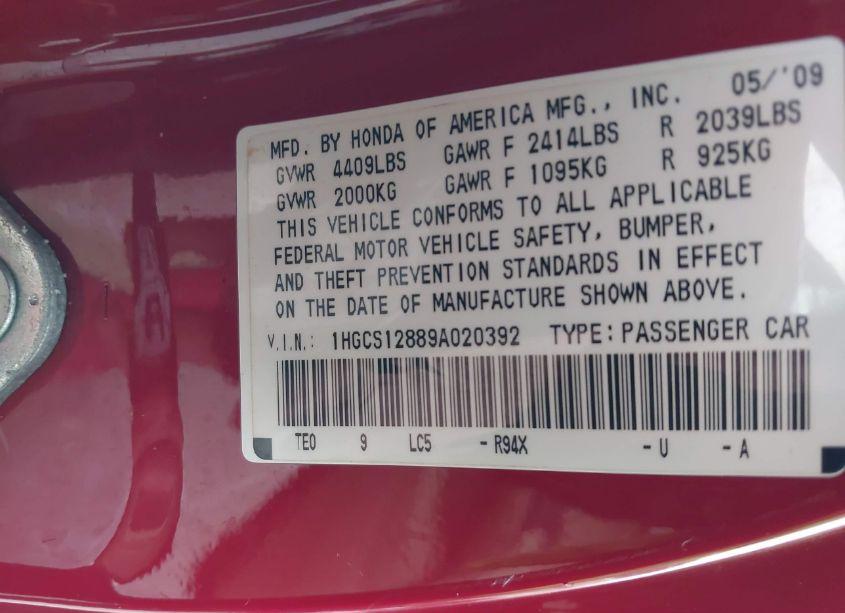 05/'09
MFD. BY HONDA OF AMERICA MFG., INC.
GVWR 4409LBS GAWR F 2414LBS R 2039LBS
GVWR 2000KG GAWR F 1095KG R 925KG
THIS VEHICLE CONFORMS TO ALL APPLICABLE
FEDERAL MOTOR VEHICLE SAFETY, BUMPER,
AND THEFT PREVENTION STANDARDS IN EFFECT
ON THE DATE OF MANUFACTURE SHOWN ABOVE.
V.I.N.: 1HGCS12889A020392 TYPE: PASSENGER CAR
TE0 9 LC5 -R94X -U -A